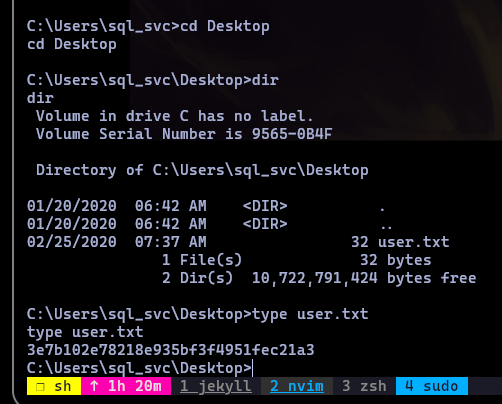 C:\Users\sql_svc>cd Desktop
cd Desktop
C:\Users\sql_svc\Desktop>dir
dir
 Volume in drive C has no label.
 Volume Serial Number is 9565-0B4F
 Directory of C:\Users\sql_svc\Desktop
01/20/2020  06:42 AM    <DIR>          .
01/20/2020  06:42 AM    <DIR>          ..
02/25/2020  07:37 AM                32 user.txt
               1 File(s)             32 bytes
               2 Dir(s)  10,722,791,424 bytes free
C:\Users\sql_svc\Desktop>type user.txt
type user.txt
3e7b102e78218e935bf3f4951fec21a3
C:\Users\sql_svc\Desktop>
❐ sh ↑ 1h 20m 1 jekyll 2 nvim 3 zsh 4 sudo